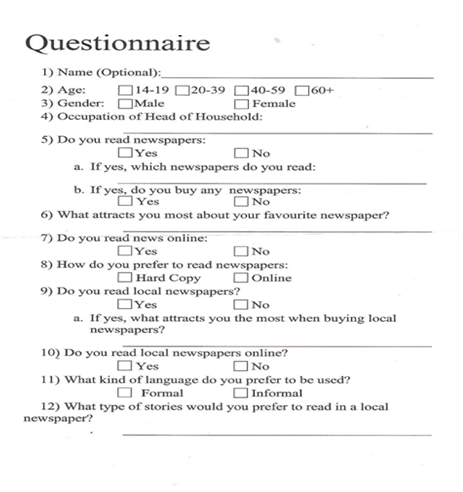 Questionnaire
1) Name (Optional):
2) Age: 14-19 20-39 40-59 60+
3) Gender: Male Female
4) Occupation of Head of Household:
5) Do you read newspapers:
Yes No
a. If yes, which newspapers do you read:
b. If yes, do you buy any newspapers:
Yes No
6) What attracts you most about your favourite newspaper?
7) Do you read news online:
Yes No
8) How do you prefer to read newspapers:
Hard Copy Online
9) Do you read local newspapers?
Yes No
a. If yes, what attracts you the most when buying local
newspapers?
10) Do you read local newspapers online?
Yes No
11) What kind of language do you prefer to be used?
Formal Informal
12) What type of stories would you prefer to read in a local
newspaper?